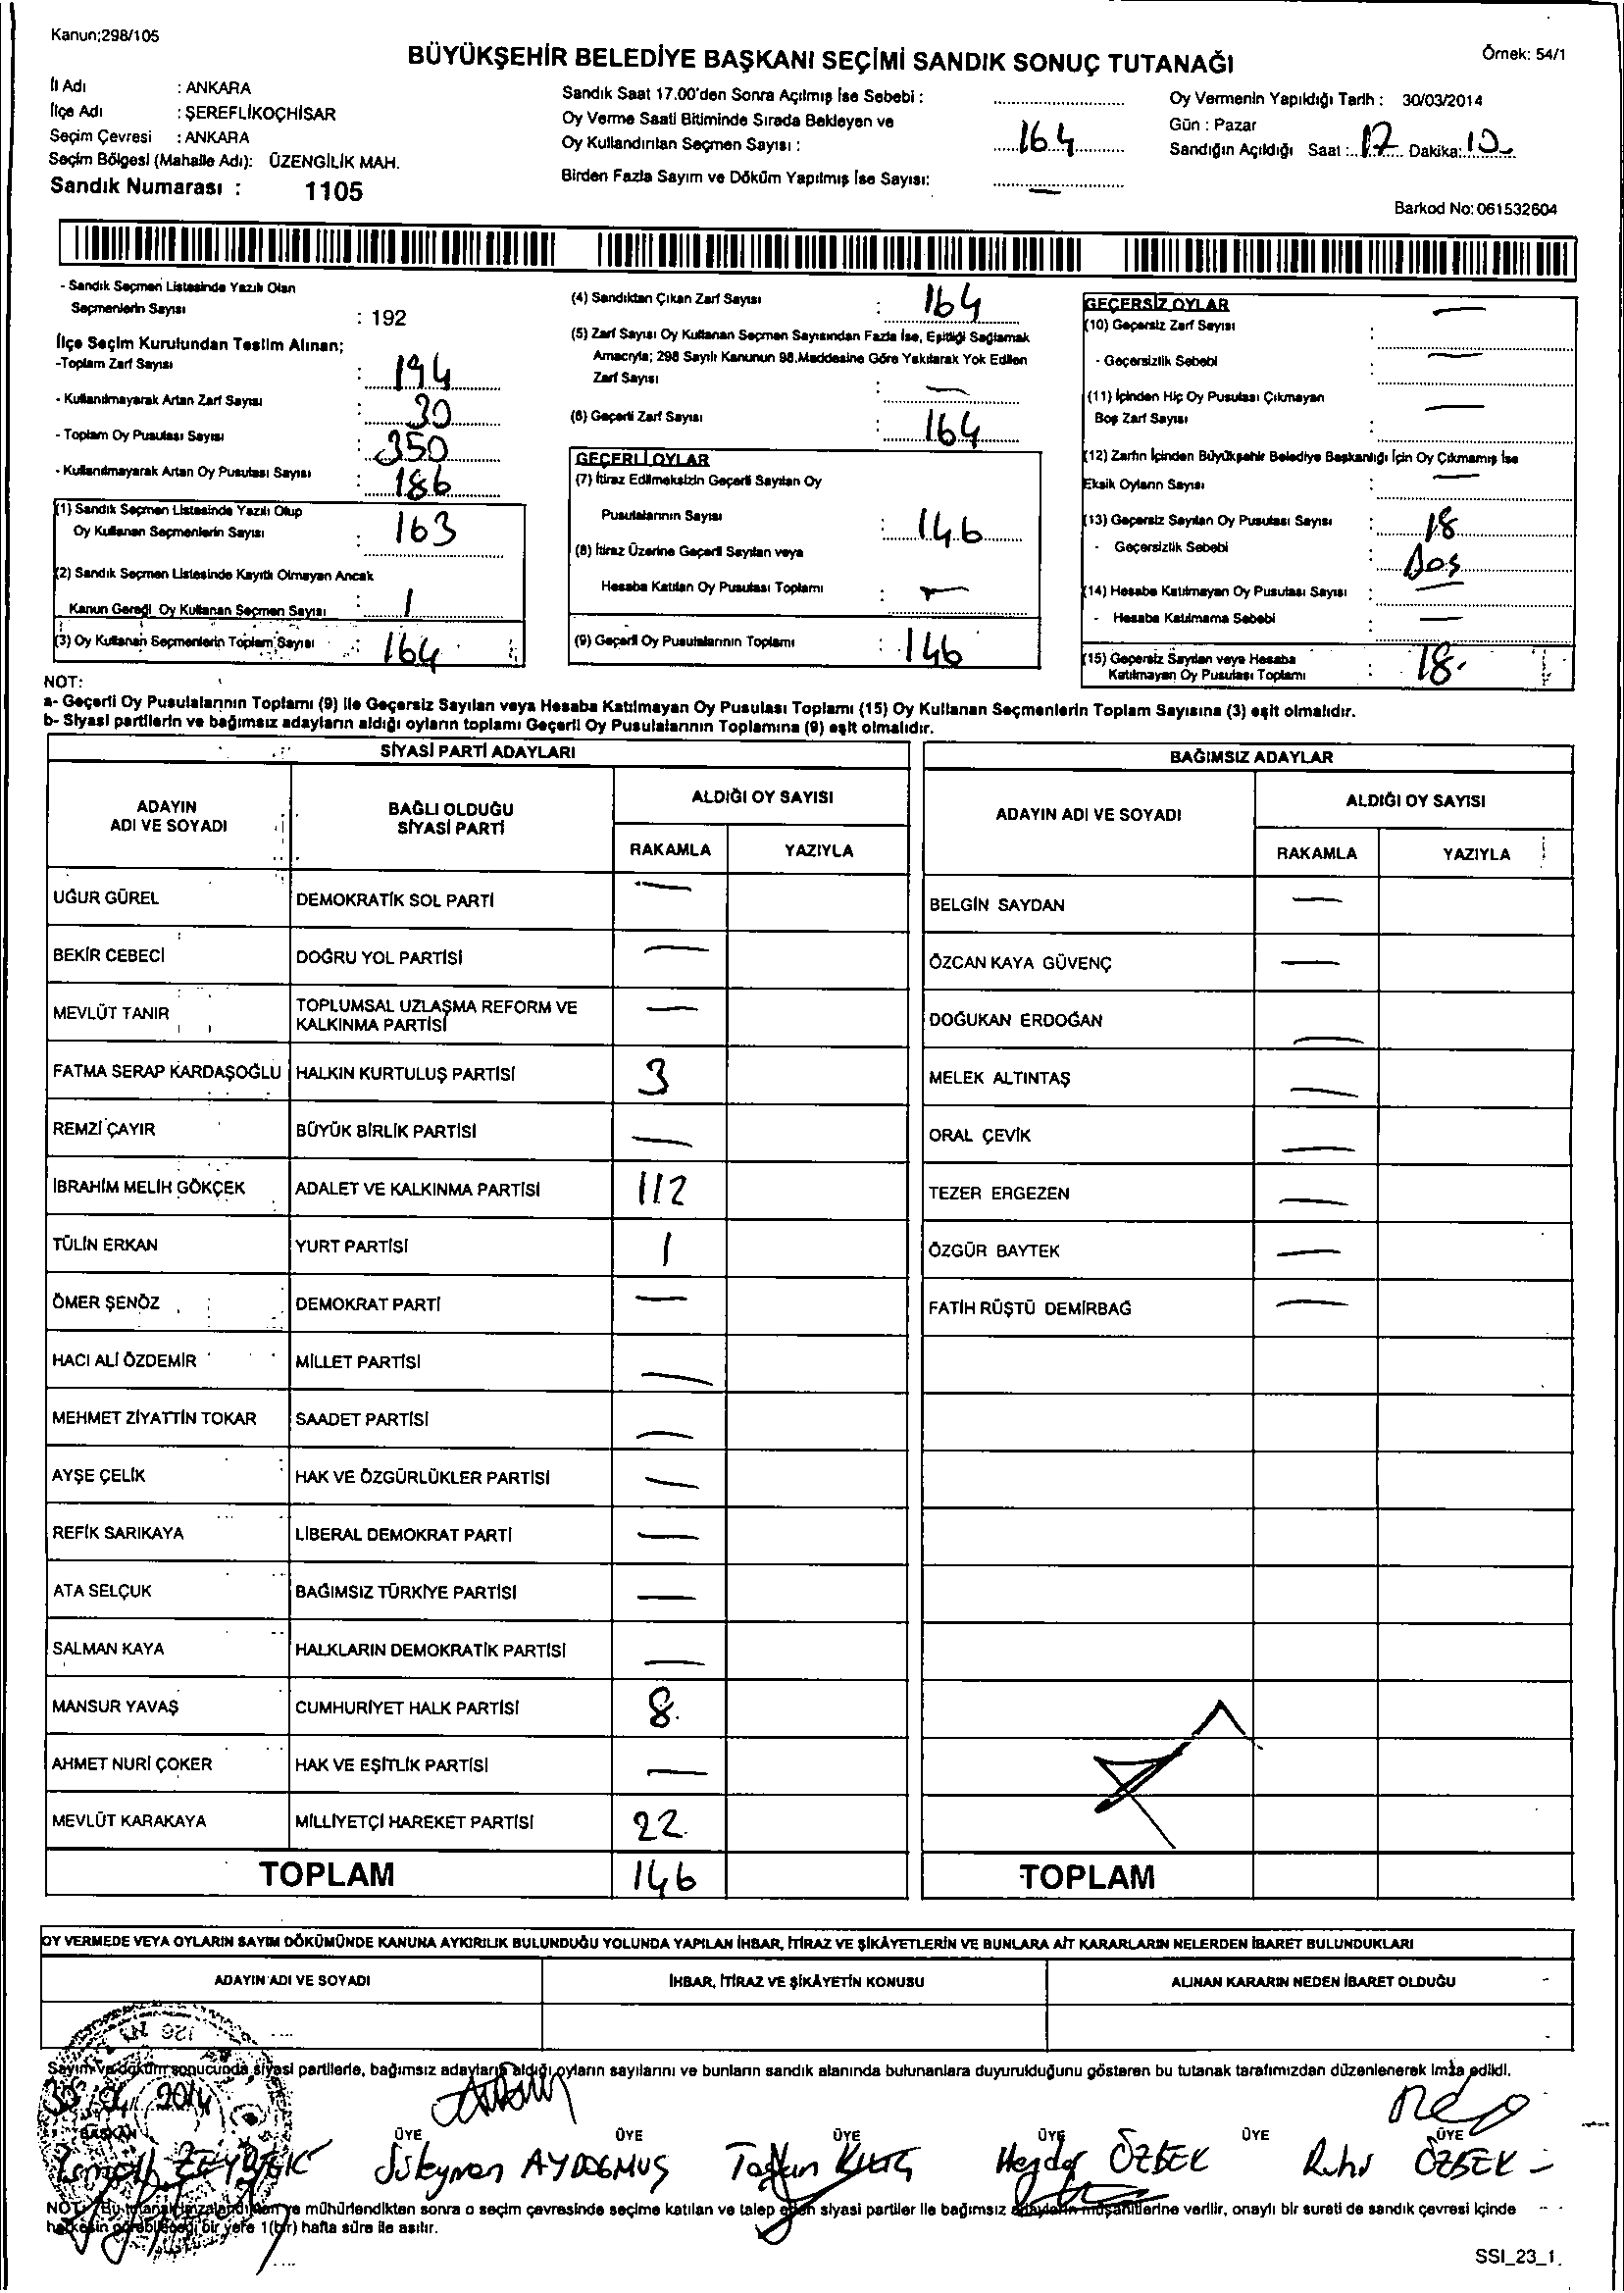 Kanun;298/105
BÜYÜKŞEHİR BELEDİYE BAŞKANI SEÇİMİ SANDIK SONUÇ TUTANAĞI
Örnek: 54/1
İl Adı : ANKARA
İlçe Adı : ŞEREFLİKOÇHİSAR
Seçim Çevresi : ANKARA
Seçim Bölgesi (Mahalle Adı): ÜZENGİLİK MAH.
Sandık Numarası : 1105
Sandık Saat 17.00'den Sonra Açılmış İse Sebebi :
Oy Verme Saati Bitiminde Sırada Bekleyen ve
Oy Kullandırılan Seçmen Sayısı : 164
Birden Fazla Sayım ve Döküm Yapılmış İse Sayısı: —
Oy Vermenin Yapıldığı Tarih : 30/03/2014
Gün : Pazar
Sandığın Açıldığı Saat : 17 Dakika: 10
Barkod No: 061532604
- Sandık Seçmen Listesinde Yazılı Olan
Seçmenlerin Sayısı : 192
İlçe Seçim Kurulundan Teslim Alınan;
-Toplam Zarf Sayısı : 194
- Kullanılmayarak Artan Zarf Sayısı : 30
- Toplam Oy Pusulası Sayısı : 350
- Kullanılmayarak Artan Oy Pusulası Sayısı : 186
(1) Sandık Seçmen Listesinde Yazılı Olup
Oy Kullanan Seçmenlerin Sayısı : 163
(2) Sandık Seçmen Listesinde Kayıtlı Olmayan Ancak
Kanun Gereği Oy Kullanan Seçmen Sayısı : 1
(3) Oy Kullanan Seçmenlerin Toplam Sayısı : 164
(4) Sandıktan Çıkan Zarf Sayısı : 164
(5) Zarf Sayısı Oy Kullanan Seçmen Sayısından Fazla İse, Eşitliği Sağlamak
Amacıyla; 298 Sayılı Kanunun 98.Maddesine Göre Yakılarak Yok Edilen
Zarf Sayısı : —
(6) Geçerli Zarf Sayısı : 164
GEÇERLİ OYLAR
(7) İtiraz Edilmeksizin Geçerli Sayılan Oy
Pusulalarının Sayısı : 146
(8) İtiraz Üzerine Geçerli Sayılan veya
Hesaba Katılan Oy Pusulası Toplamı : —
(9) Geçerli Oy Pusulalarının Toplamı : 146
GEÇERSİZ OYLAR —
(10) Geçersiz Zarf Sayısı :
- Geçersizlik Sebebi : —
(11) İçinden Hiç Oy Pusulası Çıkmayan
Boş Zarf Sayısı : —
(12) Zarfın İçinden Büyükşehir Belediye Başkanlığı İçin Oy Çıkmamış İse
Eksik Oyların Sayısı : —
(13) Geçersiz Sayılan Oy Pusulası Sayısı : 18
- Geçersizlik Sebebi : Boş
(14) Hesaba Katılmayan Oy Pusulası Sayısı : —
- Hesaba Katılmama Sebebi : —
(15) Geçersiz Sayılan veya Hesaba
Katılmayan Oy Pusulası Toplamı : 18.
NOT:
a- Geçerli Oy Pusulalarının Toplamı (9) ile Geçersiz Sayılan veya Hesaba Katılmayan Oy Pusulası Toplamı (15) Oy Kullanan Seçmenlerin Toplam Sayısına (3) eşit olmalıdır.
b- Siyasi partilerin ve bağımsız adayların aldığı oyların toplamı Geçerli Oy Pusulalarının Toplamına (9) eşit olmalıdır.
SİYASİ PARTİ ADAYLARI
ADAYIN ADI VE SOYADI
BAĞLI OLDUĞU SİYASİ PARTİ
ALDIĞI OY SAYISI
RAKAMLA YAZIYLA
UĞUR GÜREL DEMOKRATİK SOL PARTİ —
BEKİR CEBECİ DOĞRU YOL PARTİSİ —
MEVLÜT TANIR TOPLUMSAL UZLAŞMA REFORM VE KALKINMA PARTİSİ —
FATMA SERAP KARDAŞOĞLU HALKIN KURTULUŞ PARTİSİ 3
REMZİ ÇAYIR BÜYÜK BİRLİK PARTİSİ —
İBRAHİM MELİH GÖKÇEK ADALET VE KALKINMA PARTİSİ 112
TÜLİN ERKAN YURT PARTİSİ 1
ÖMER ŞENÖZ DEMOKRAT PARTİ —
HACI ALİ ÖZDEMİR MİLLET PARTİSİ —
MEHMET ZİYATTİN TOKAR SAADET PARTİSİ —
AYŞE ÇELİK HAK VE ÖZGÜRLÜKLER PARTİSİ —
REFİK SARIKAYA LİBERAL DEMOKRAT PARTİ —
ATA SELÇUK BAĞIMSIZ TÜRKİYE PARTİSİ —
SALMAN KAYA HALKLARIN DEMOKRATİK PARTİSİ —
MANSUR YAVAŞ CUMHURİYET HALK PARTİSİ 8
AHMET NURİ ÇOKER HAK VE EŞİTLİK PARTİSİ —
MEVLÜT KARAKAYA MİLLİYETÇİ HAREKET PARTİSİ 22
TOPLAM 146
BAĞIMSIZ ADAYLAR
ADAYIN ADI VE SOYADI
ALDIĞI OY SAYISI
RAKAMLA YAZIYLA
BELGİN SAYDAN —
ÖZCAN KAYA GÜVENÇ —
DOĞUKAN ERDOĞAN —
MELEK ALTINTAŞ —
ORAL ÇEVİK —
TEZER ERGEZEN —
ÖZGÜR BAYTEK —
FATİH RÜŞTÜ DEMİRBAĞ —
TOPLAM
OY VERMEDE VEYA OYLARIN SAYIM DÖKÜMÜNDE KANUNA AYKIRILIK BULUNDUĞU YOLUNDA YAPILAN İHBAR, İTİRAZ VE ŞİKÂYETLERİN VE BUNLARA AİT KARARLARIN NELERDEN İBARET BULUNDUKLARI
ADAYIN ADI VE SOYADI
İHBAR, İTİRAZ VE ŞİKÂYETİN KONUSU
ALINAN KARARIN NEDEN İBARET OLDUĞU
Sayım ve döküm sonucunda, siyasi partilerle, bağımsız adayların aldığı oyların sayılarını ve bunların sandık alanında bulunanlara duyurulduğunu gösteren bu tutanak tarafımızdan düzenlenerek imza edildi.
2014
BAŞKAN ÜYE ÜYE ÜYE ÜYE ÜYE ÜYE
İsmail ZEYBEK Süleyman AYDOĞMUŞ Taşkın KILIÇ Haydar ÖZBEK Ruhi ÖZBEK
NOT: Bu tutanak imzalandıktan ve mühürlendikten sonra o seçim çevresinde seçime katılan ve talep eden siyasi partiler ile bağımsız adayların müşahitlerine verilir, onaylı bir sureti de sandık çevresi içinde
herkesin görebileceği bir yere 1(bir) hafta süre ile asılır.
SSI_23_1